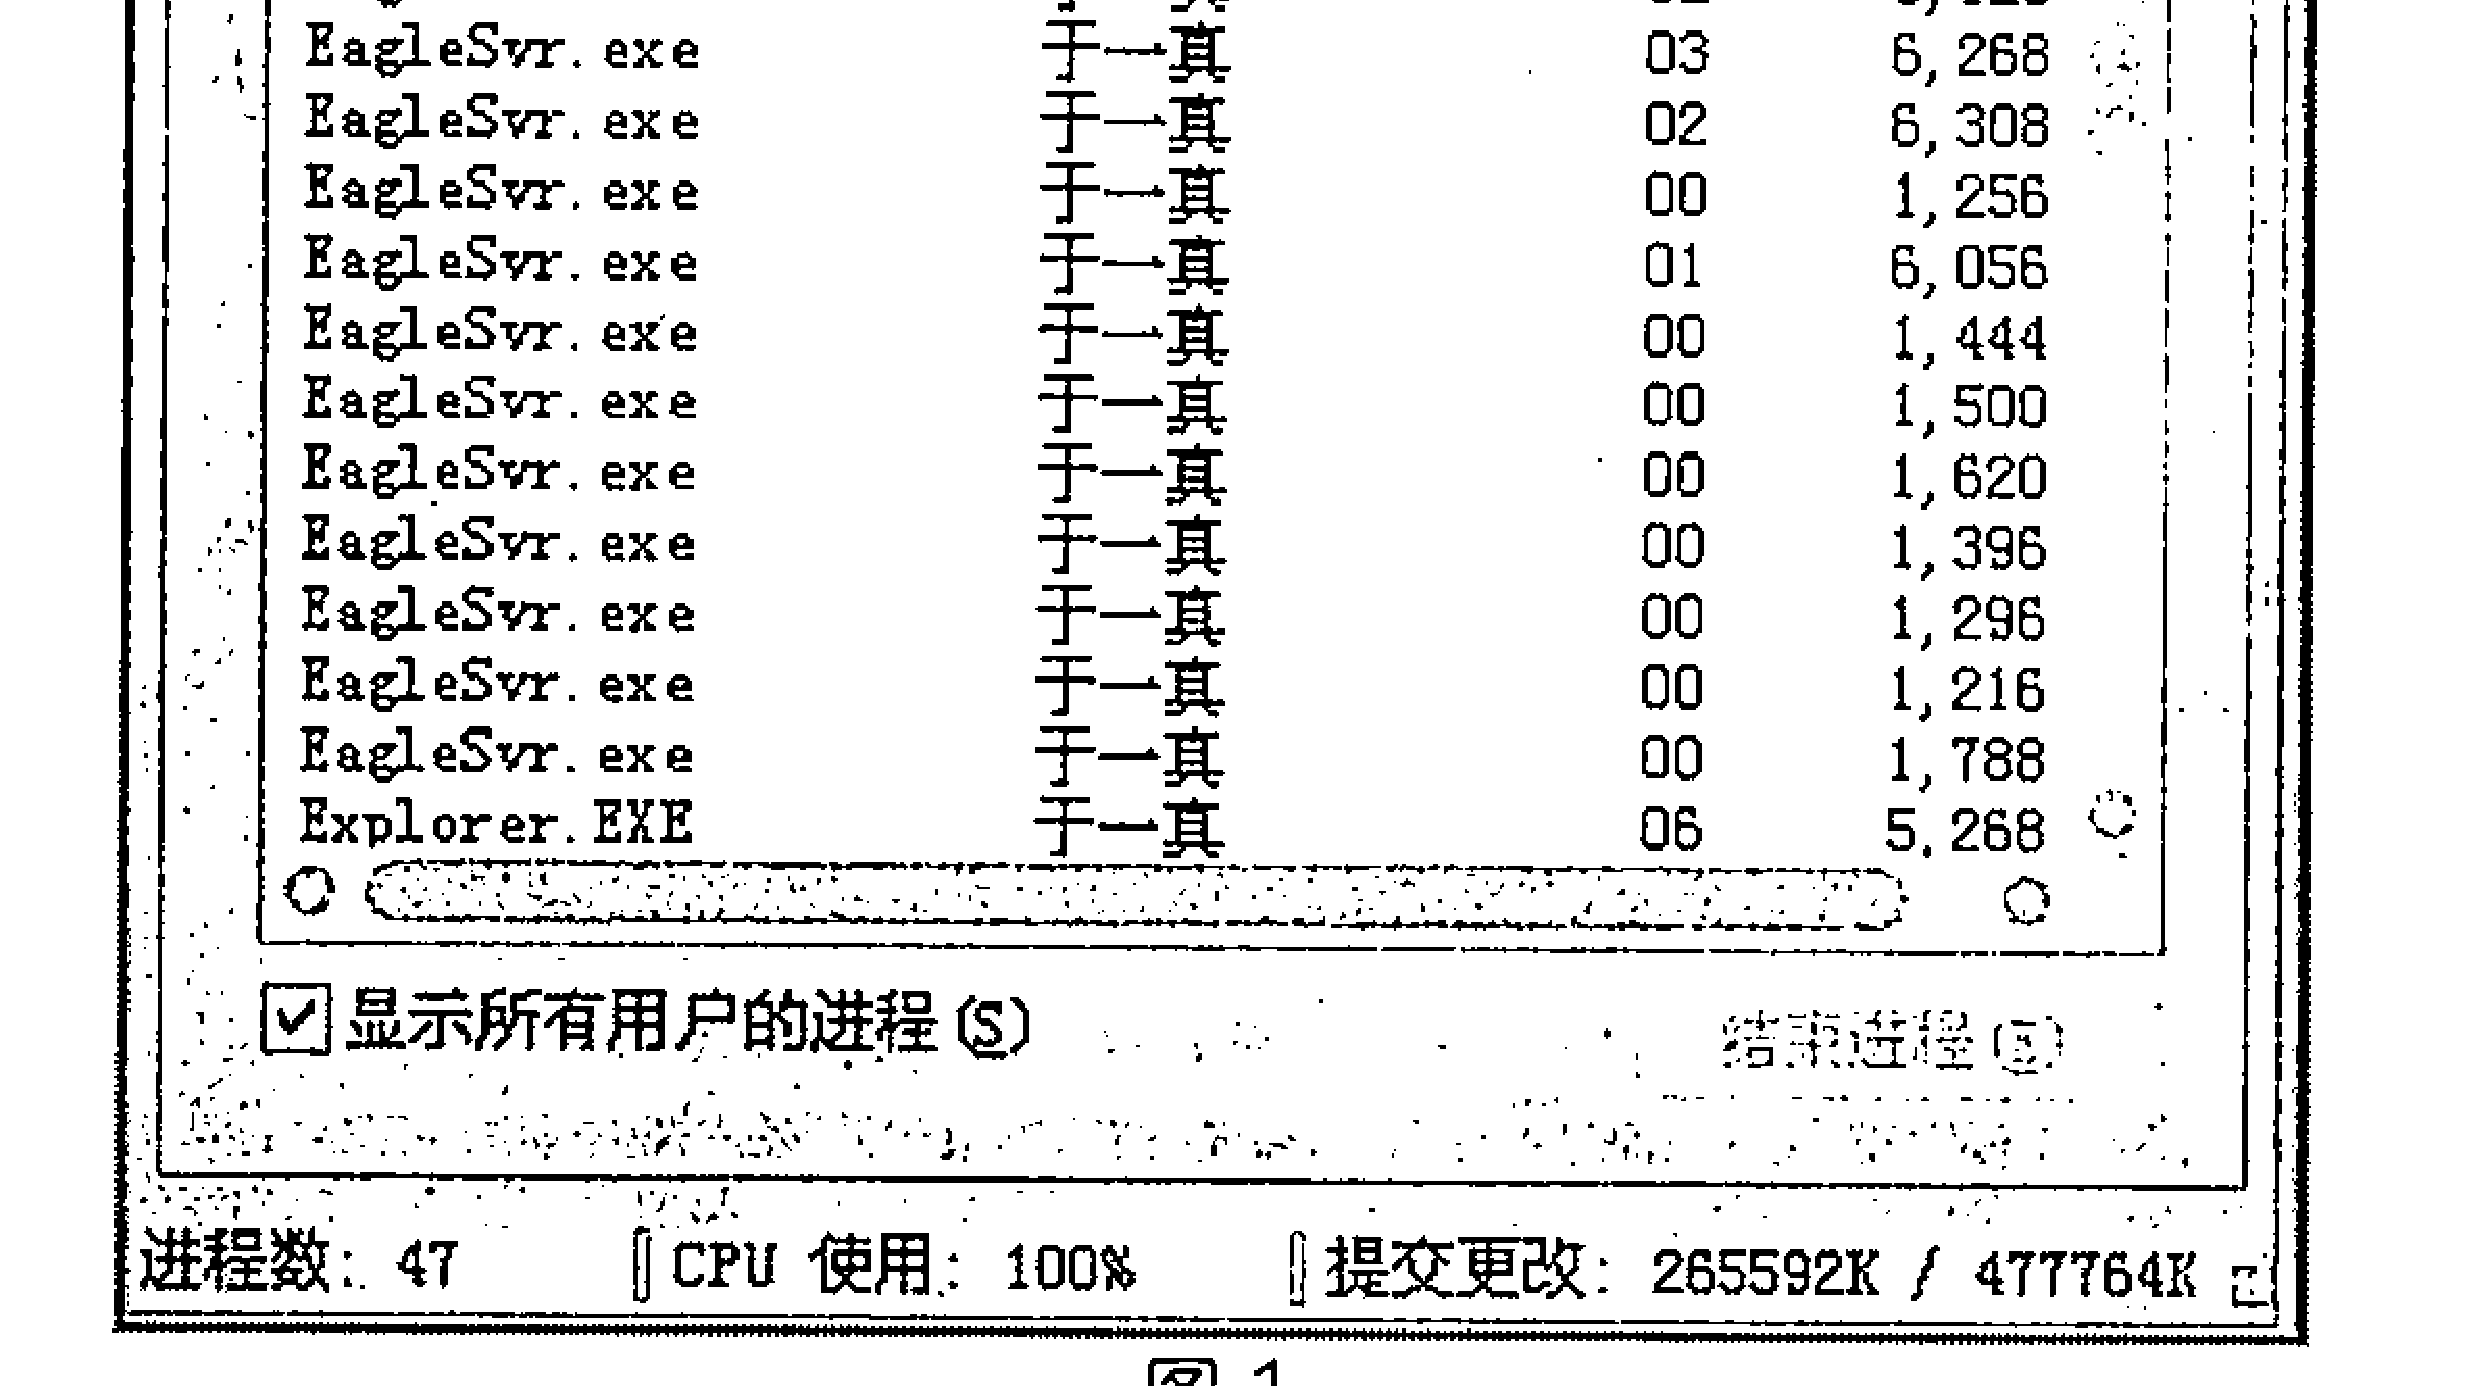 EagleSvr.exe 于一真 03 6,268
EagleSvr.exe 于一真 02 6,308
EagleSvr.exe 于一真 00 1,256
EagleSvr.exe 于一真 01 6,056
EagleSvr.exe 于一真 00 1,444
EagleSvr.exe 于一真 00 1,500
EagleSvr.exe 于一真 00 1,620
EagleSvr.exe 于一真 00 1,396
EagleSvr.exe 于一真 00 1,296
EagleSvr.exe 于一真 00 1,216
EagleSvr.exe 于一真 00 1,788
Explorer.EXE 于一真 06 5,268
显示所有用户的进程(S) 结束进程(E)
进程数: 47 CPU 使用: 100% 提交更改: 265592K / 477764K
图 1